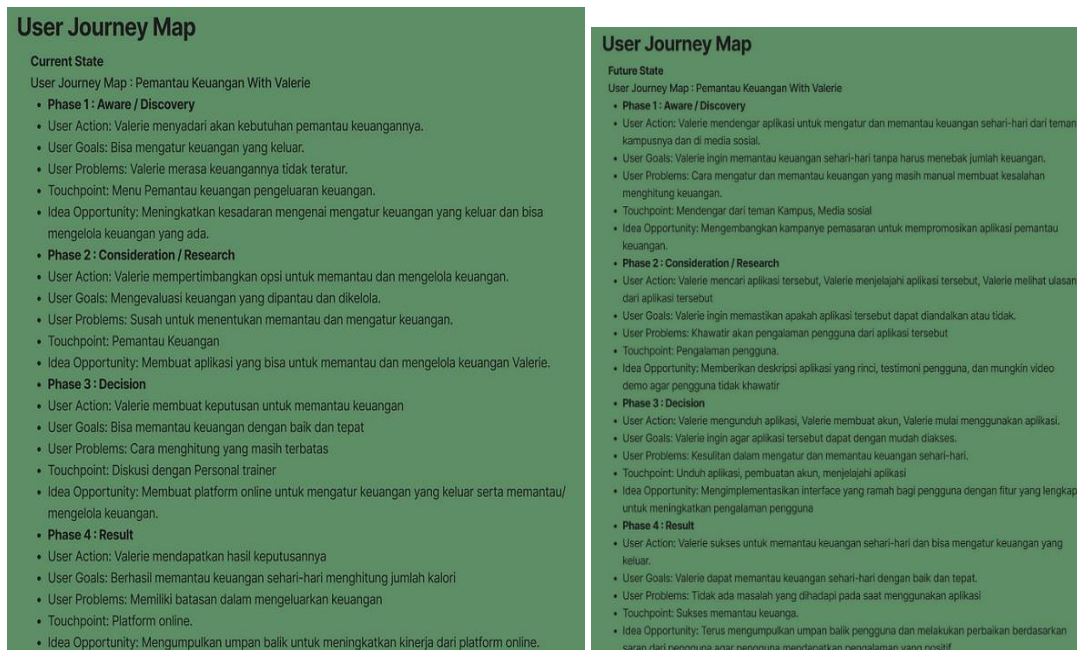 User Journey Map
Current State
User Journey Map : Pemantau Keuangan With Valerie
• Phase 1 : Aware / Discovery
• User Action: Valerie menyadari akan kebutuhan pemantau keuangannya.
• User Goals: Bisa mengatur keuangan yang keluar.
• User Problems: Valerie merasa keuangannya tidak teratur.
• Touchpoint: Menu Pemantau keuangan pengeluaran keuangan.
• Idea Opportunity: Meningkatkan kesadaran mengenai mengatur keuangan yang keluar dan bisa
mengelola keuangan yang ada.
• Phase 2 : Consideration / Research
• User Action: Valerie mempertimbangkan opsi untuk memantau dan mengelola keuangan.
• User Goals: Mengevaluasi keuangan yang dipantau dan dikelola.
• User Problems: Susah untuk menentukan memantau dan mengatur keuangan.
• Touchpoint: Pemantau Keuangan
• Idea Opportunity: Membuat aplikasi yang bisa untuk memantau dan mengelola keuangan Valerie.
• Phase 3 : Decision
• User Action: Valerie membuat keputusan untuk memantau keuangan
• User Goals: Bisa memantau keuangan dengan baik dan tepat
• User Problems: Cara menghitung yang masih terbatas
• Touchpoint: Diskusi dengan Personal trainer
• Idea Opportunity: Membuat platform online untuk mengatur keuangan yang keluar serta memantau/
mengelola keuangan.
• Phase 4 : Result
• User Action: Valerie mendapatkan hasil keputusannya
• User Goals: Berhasil memantau keuangan sehari-hari menghitung jumlah kalori
• User Problems: Memiliki batasan dalam mengeluarkan keuangan
• Touchpoint: Platform online.
• Idea Opportunity: Mengumpulkan umpan balik untuk meningkatkan kinerja dari platform online.
User Journey Map
Future State
User Journey Map : Pemantau Keuangan With Valerie
• Phase 1 : Aware / Discovery
• User Action: Valerie mendengar aplikasi untuk mengatur dan memantau keuangan sehari-hari dari teman
kampusnya dan di media sosial.
• User Goals: Valerie ingin memantau keuangan sehari-hari tanpa harus menebak jumlah keuangan.
• User Problems: Cara mengatur dan memantau keuangan yang masih manual membuat kesalahan
menghitung keuangan.
• Touchpoint: Mendengar dari teman Kampus, Media sosial
• Idea Opportunity: Mengembangkan kampanye pemasaran untuk mempromosikan aplikasi pemantau
keuangan.
• Phase 2 : Consideration / Research
• User Action: Valerie mencari aplikasi tersebut, Valerie menjelajahi aplikasi tersebut, Valerie melihat ulasan
dari aplikasi tersebut
• User Goals: Valerie ingin memastikan apakah aplikasi tersebut dapat diandalkan atau tidak.
• User Problems: Khawatir akan pengalaman pengguna dari aplikasi tersebut
• Touchpoint: Pengalaman pengguna.
• Idea Opportunity: Memberikan deskripsi aplikasi yang rinci, testimoni pengguna, dan mungkin video
demo agar pengguna tidak khawatir
• Phase 3 : Decision
• User Action: Valerie mengunduh aplikasi, Valerie membuat akun, Valerie mulai menggunakan aplikasi.
• User Goals: Valerie ingin agar aplikasi tersebut dapat dengan mudah diakses.
• User Problems: Kesulitan dalam mengatur dan memantau keuangan sehari-hari.
• Touchpoint: Unduh aplikasi, pembuatan akun, menjelajahi aplikasi
• Idea Opportunity: Mengimplementasikan interface yang ramah bagi pengguna dengan fitur yang lengkap
untuk meningkatkan pengalaman pengguna
• Phase 4 : Result
• User Action: Valerie sukses untuk memantau keuangan sehari-hari dan bisa mengatur keuangan yang
keluar.
• User Goals: Valerie dapat memantau keuangan sehari-hari dengan baik dan tepat.
• User Problems: Tidak ada masalah yang dihadapi pada saat menggunakan aplikasi
• Touchpoint: Sukses memantau keuanga.
• Idea Opportunity: Terus mengumpulkan umpan balik pengguna dan melakukan perbaikan berdasarkan
saran dari pengguna agar pengguna mendapatkan pengalaman yang positif